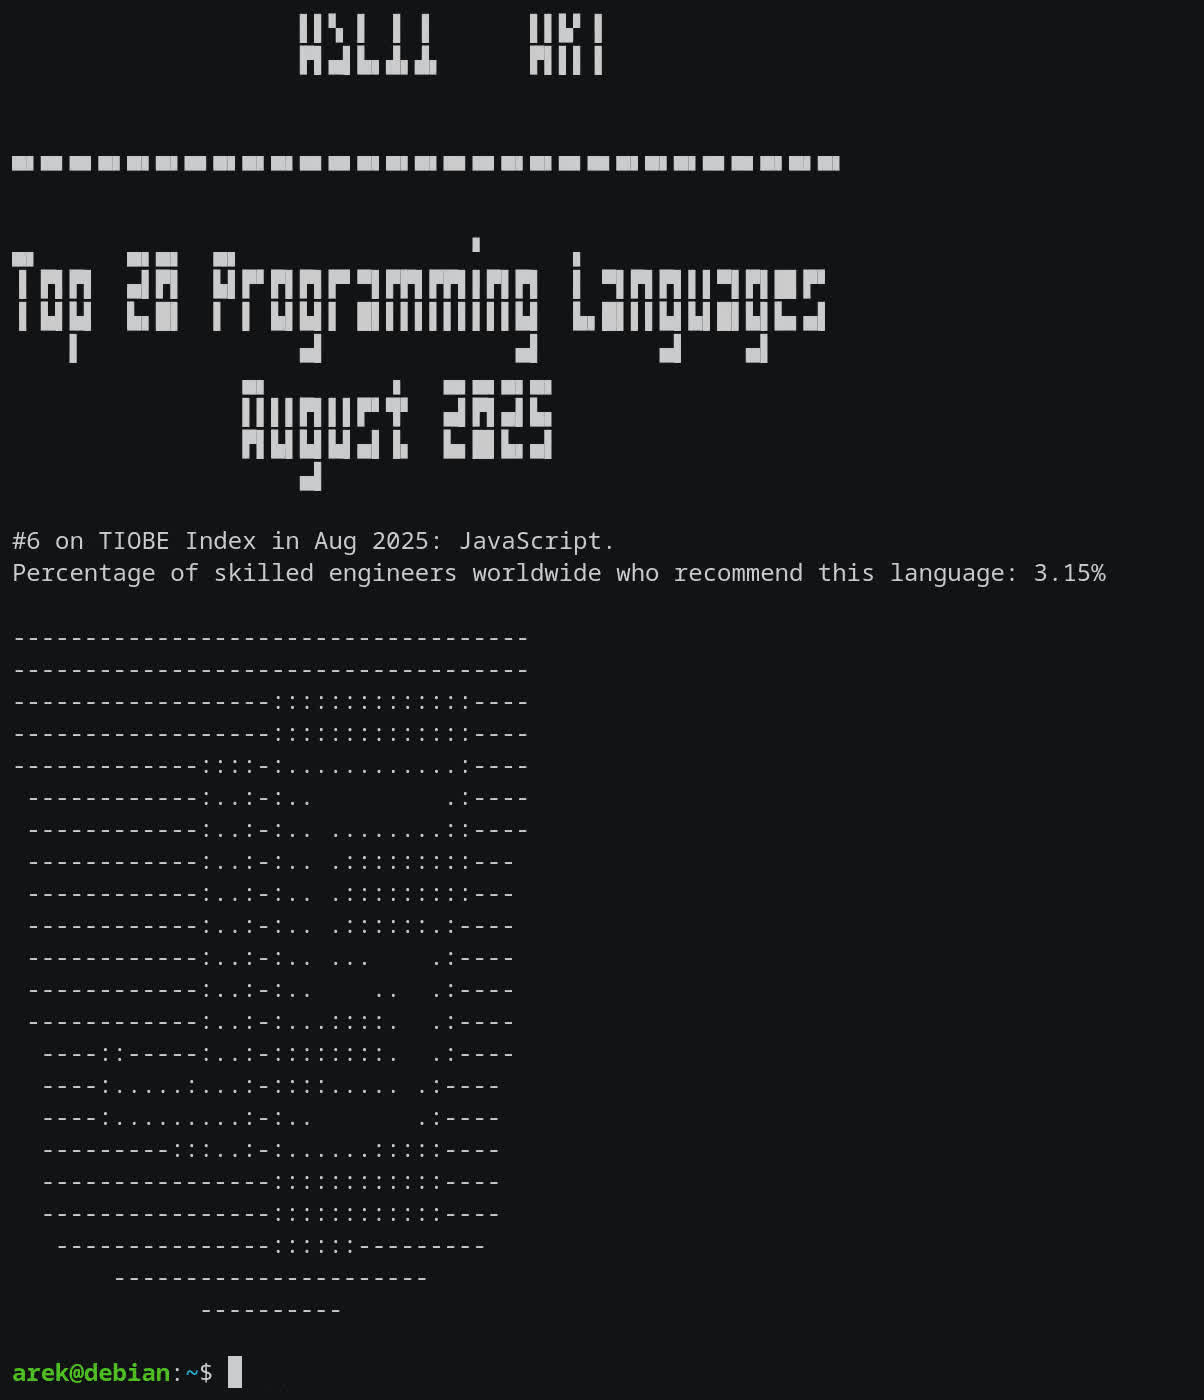 ASCII ART
Top 20 Programming Languages
August 2025
#6 on TIOBE Index in Aug 2025: JavaScript.
Percentage of skilled engineers worldwide who recommend this language: 3.15%
JS
arek@debian:~$